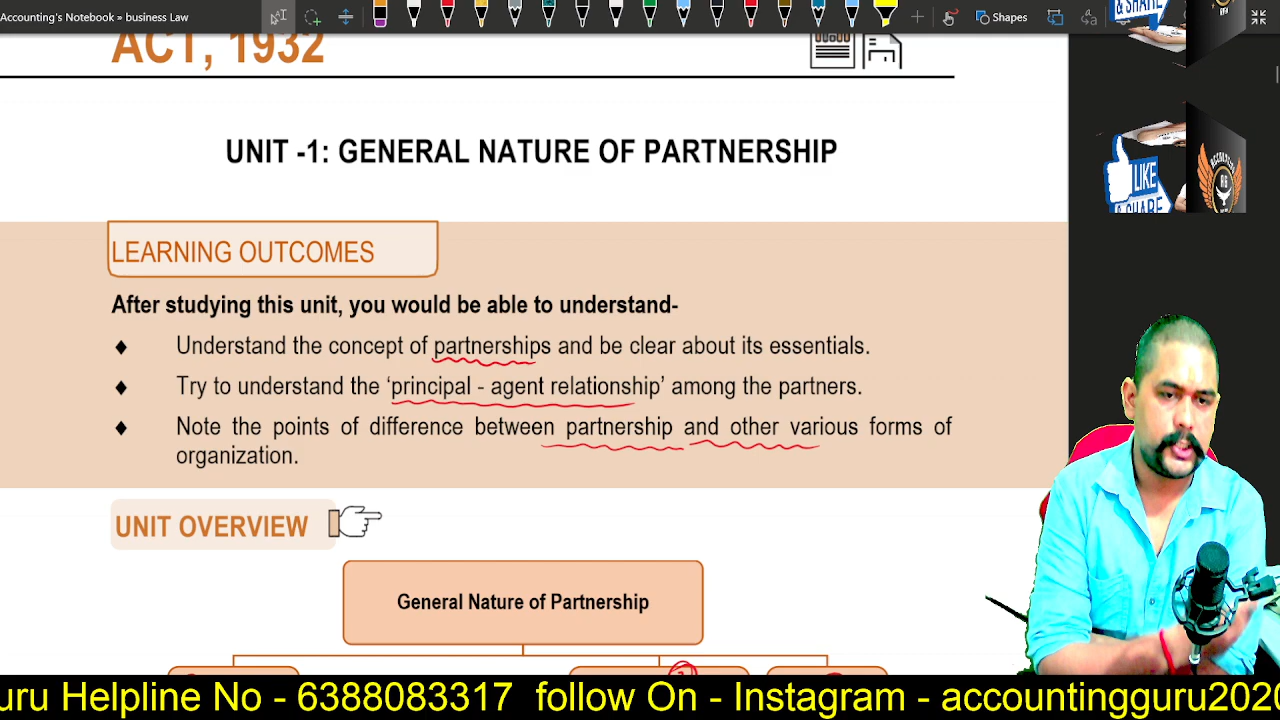 Accounting's Notebook » business Law
Shapes
ACT, 1932
& SHARE
UNIT -1: GENERAL NATURE OF PARTNERSHIP
LIKE
& SHARE
LEARNING OUTCOMES
After studying this unit, you would be able to understand-
♦ Understand the concept of partnerships and be clear about its essentials.
♦ Try to understand the ‘principal - agent relationship’ among the partners.
♦ Note the points of difference between partnership and other various forms of
organization.
UNIT OVERVIEW
General Nature of Partnership
uru Helpline No - 6388083317 follow On - Instagram - accountingguru2020